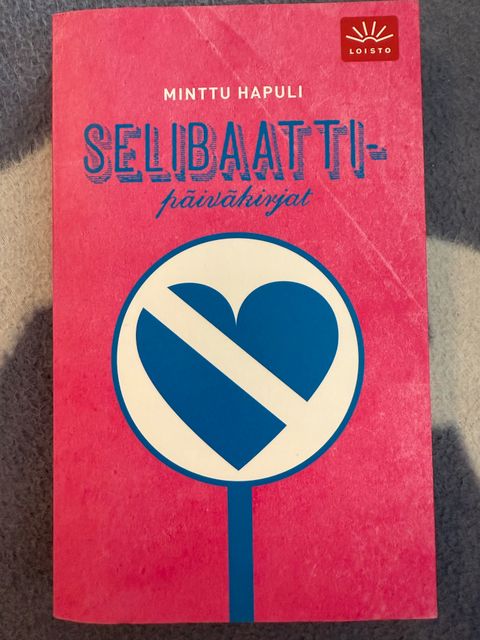 LOISTO
MINTTU HAPULI
SELIBAATTI-
päiväkirjat